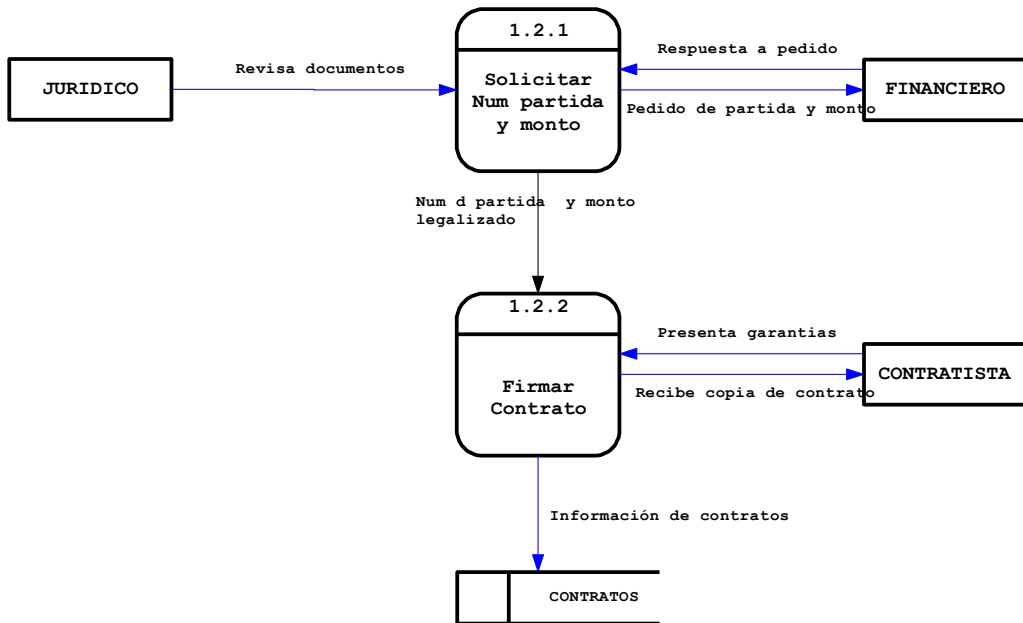 1.2.1
Respuesta a pedido
Revisa documentos
JURIDICO
Solicitar
Num partida
y monto
FINANCIERO
Pedido de partida y monto
Num d partida  y monto
legalizado
1.2.2
Presenta garantias
CONTRATISTA
Firmar
Contrato
Recibe copia de contrato
Información de contratos
CONTRATOS